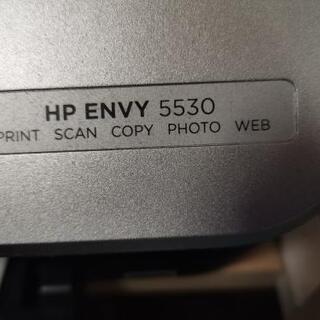 HP ENVY 5530
PRINT SCAN COPY PHOTO WEB